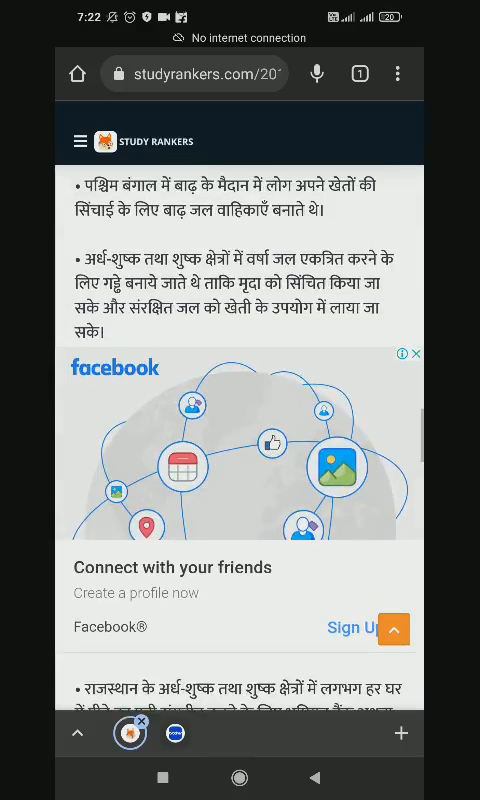 7:22
20
No internet connection
studyrankers.com/201
1
STUDY RANKERS
• पश्चिम बंगाल में बाढ़ के मैदान में लोग अपने खेतों की
सिंचाई के लिए बाढ़ जल वाहिकाएँ बनाते थे।
• अर्ध-शुष्क तथा शुष्क क्षेत्रों में वर्षा जल एकत्रित करने के
लिए गड्ढे बनाये जाते थे ताकि मृदा को सिंचित किया जा
सके और संरक्षित जल को खेती के उपयोग में लाया जा
सके।
facebook
Connect with your friends
Create a profile now
Facebook®
Sign Up
• राजस्थान के अर्ध-शुष्क तथा शुष्क क्षेत्रों में लगभग हर घर